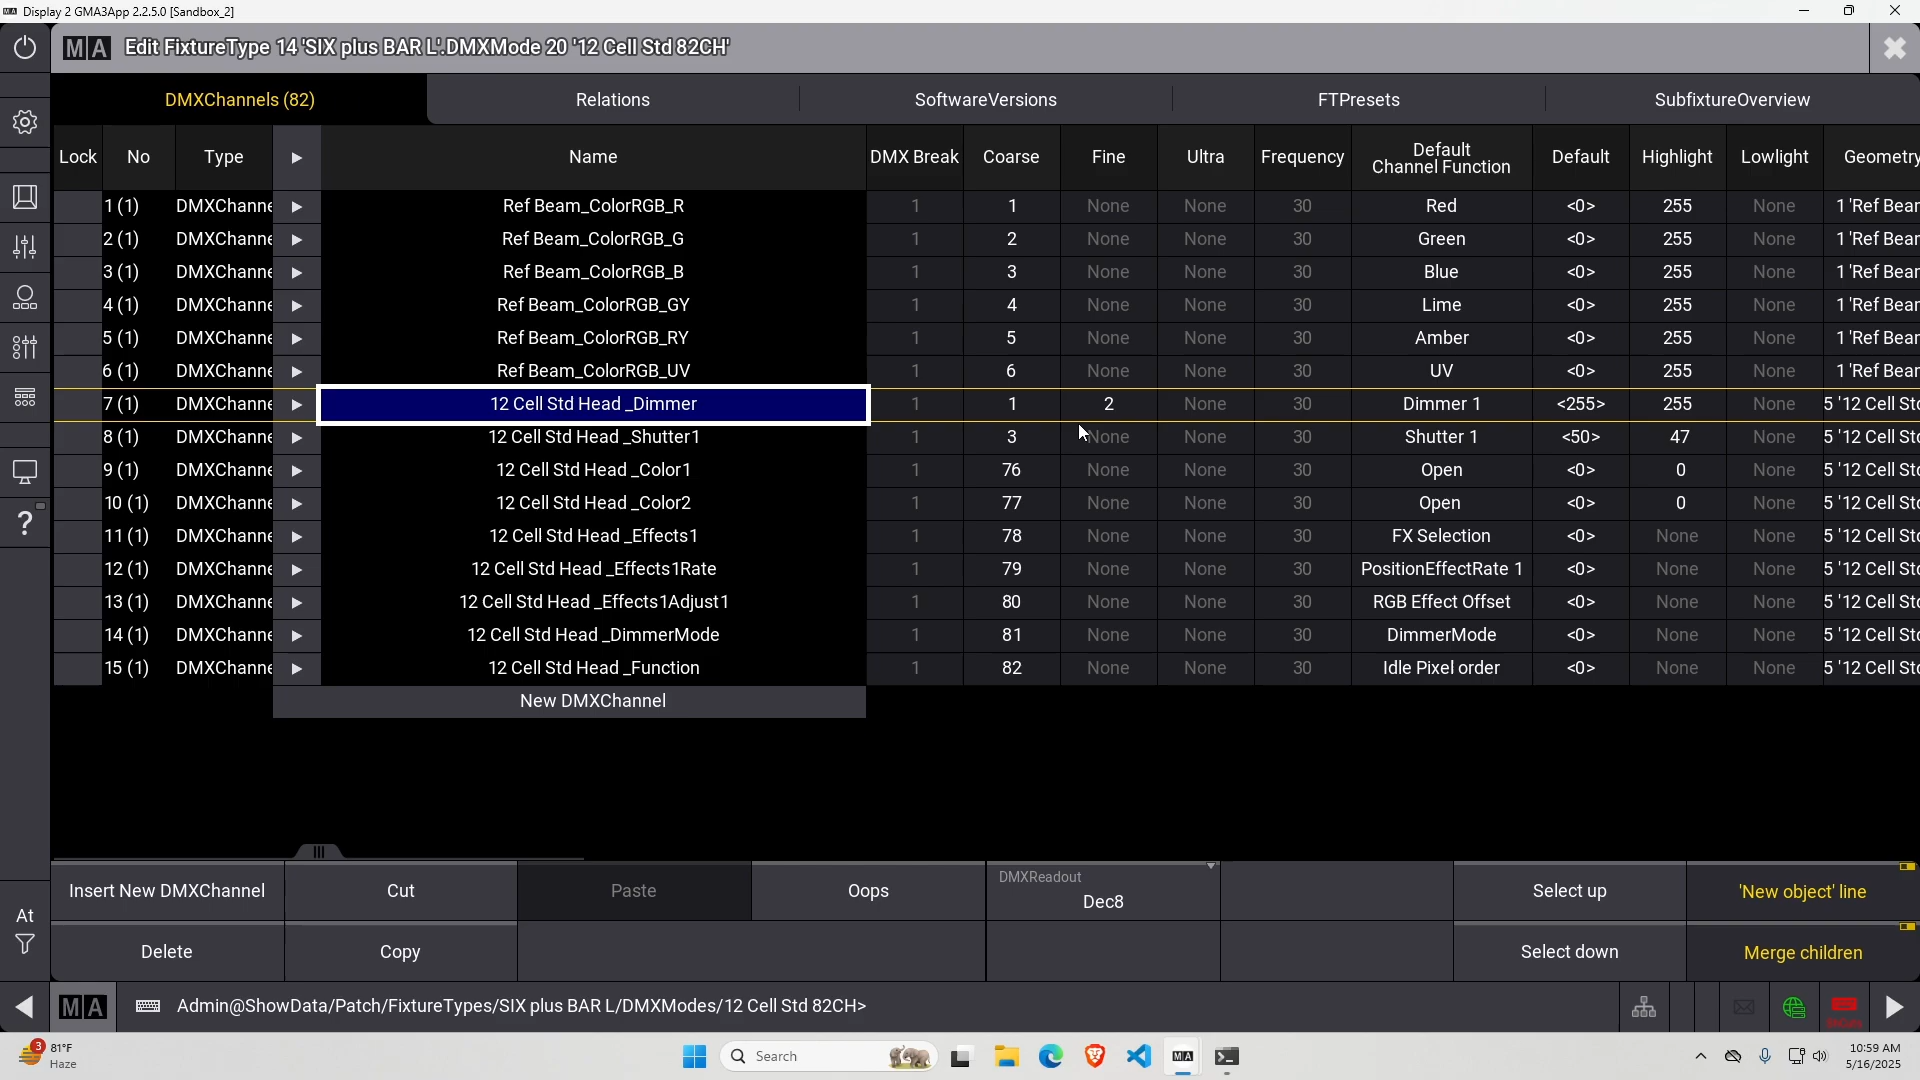 Display 2 GMA3App 2.2.5.0 [Sandbox_2]
MA Edit FixtureType 14 'SIX plus BAR L'.DMXMode 20 '12 Cell Std 82CH'
DMXChannels (82) Relations SoftwareVersions FTPresets SubfixtureOverview
Lock No Type Name DMX Break Coarse Fine Ultra Frequency Default Channel Function Default Highlight Lowlight Geometry
1 (1) DMXChanne Ref Beam_ColorRGB_R 1 1 None None 30 Red <0> 255 None 1 'Ref Bear
2 (1) DMXChanne Ref Beam_ColorRGB_G 1 2 None None 30 Green <0> 255 None 1 'Ref Bear
3 (1) DMXChanne Ref Beam_ColorRGB_B 1 3 None None 30 Blue <0> 255 None 1 'Ref Bear
4 (1) DMXChanne Ref Beam_ColorRGB_GY 1 4 None None 30 Lime <0> 255 None 1 'Ref Bear
5 (1) DMXChanne Ref Beam_ColorRGB_RY 1 5 None None 30 Amber <0> 255 None 1 'Ref Bear
6 (1) DMXChanne Ref Beam_ColorRGB_UV 1 6 None None 30 UV <0> 255 None 1 'Ref Bear
7 (1) DMXChanne 12 Cell Std Head _Dimmer 1 1 2 None 30 Dimmer 1 <255> 255 None 5 '12 Cell Std
8 (1) DMXChanne 12 Cell Std Head _Shutter1 1 3 None None 30 Shutter 1 <50> 47 None 5 '12 Cell Std
9 (1) DMXChanne 12 Cell Std Head _Color1 1 76 None None 30 Open <0> 0 None 5 '12 Cell Std
10 (1) DMXChanne 12 Cell Std Head _Color2 1 77 None None 30 Open <0> 0 None 5 '12 Cell Std
11 (1) DMXChanne 12 Cell Std Head _Effects1 1 78 None None 30 FX Selection <0> None None 5 '12 Cell Std
12 (1) DMXChanne 12 Cell Std Head _Effects1Rate 1 79 None None 30 PositionEffectRate 1 <0> None None 5 '12 Cell Std
13 (1) DMXChanne 12 Cell Std Head _Effects1Adjust1 1 80 None None 30 RGB Effect Offset <0> None None 5 '12 Cell Std
14 (1) DMXChanne 12 Cell Std Head _DimmerMode 1 81 None None 30 DimmerMode <0> None None 5 '12 Cell Std
15 (1) DMXChanne 12 Cell Std Head _Function 1 82 None None 30 Idle Pixel order <0> None None 5 '12 Cell Std
New DMXChannel
Insert New DMXChannel Cut Paste Oops DMXReadout Dec8 Select up 'New object' line
Delete Copy Select down Merge children
At
MA Admin@ShowData/Patch/FixtureTypes/SIX plus BAR L/DMXModes/12 Cell Std 82CH>
3 81°F Haze
Search
MA
10:59 AM
5/16/2025